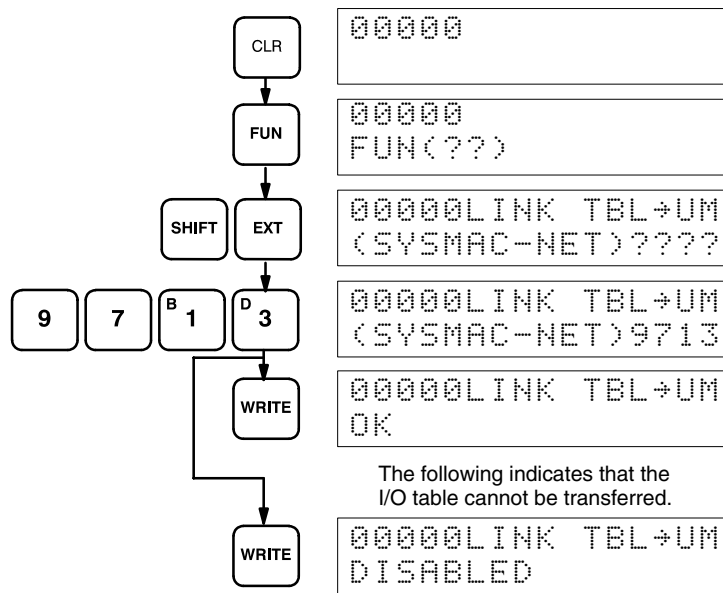 CLR
00000
FUN
00000
FUN(??)
SHIFT
EXT
00000LINK TBL→UM
(SYSMAC-NET)????
9
7
B 1
D 3
00000LINK TBL→UM
(SYSMAC-NET)9713
WRITE
00000LINK TBL→UM
OK
The following indicates that the
I/O table cannot be transferred.
WRITE
00000LINK TBL→UM
DISABLED